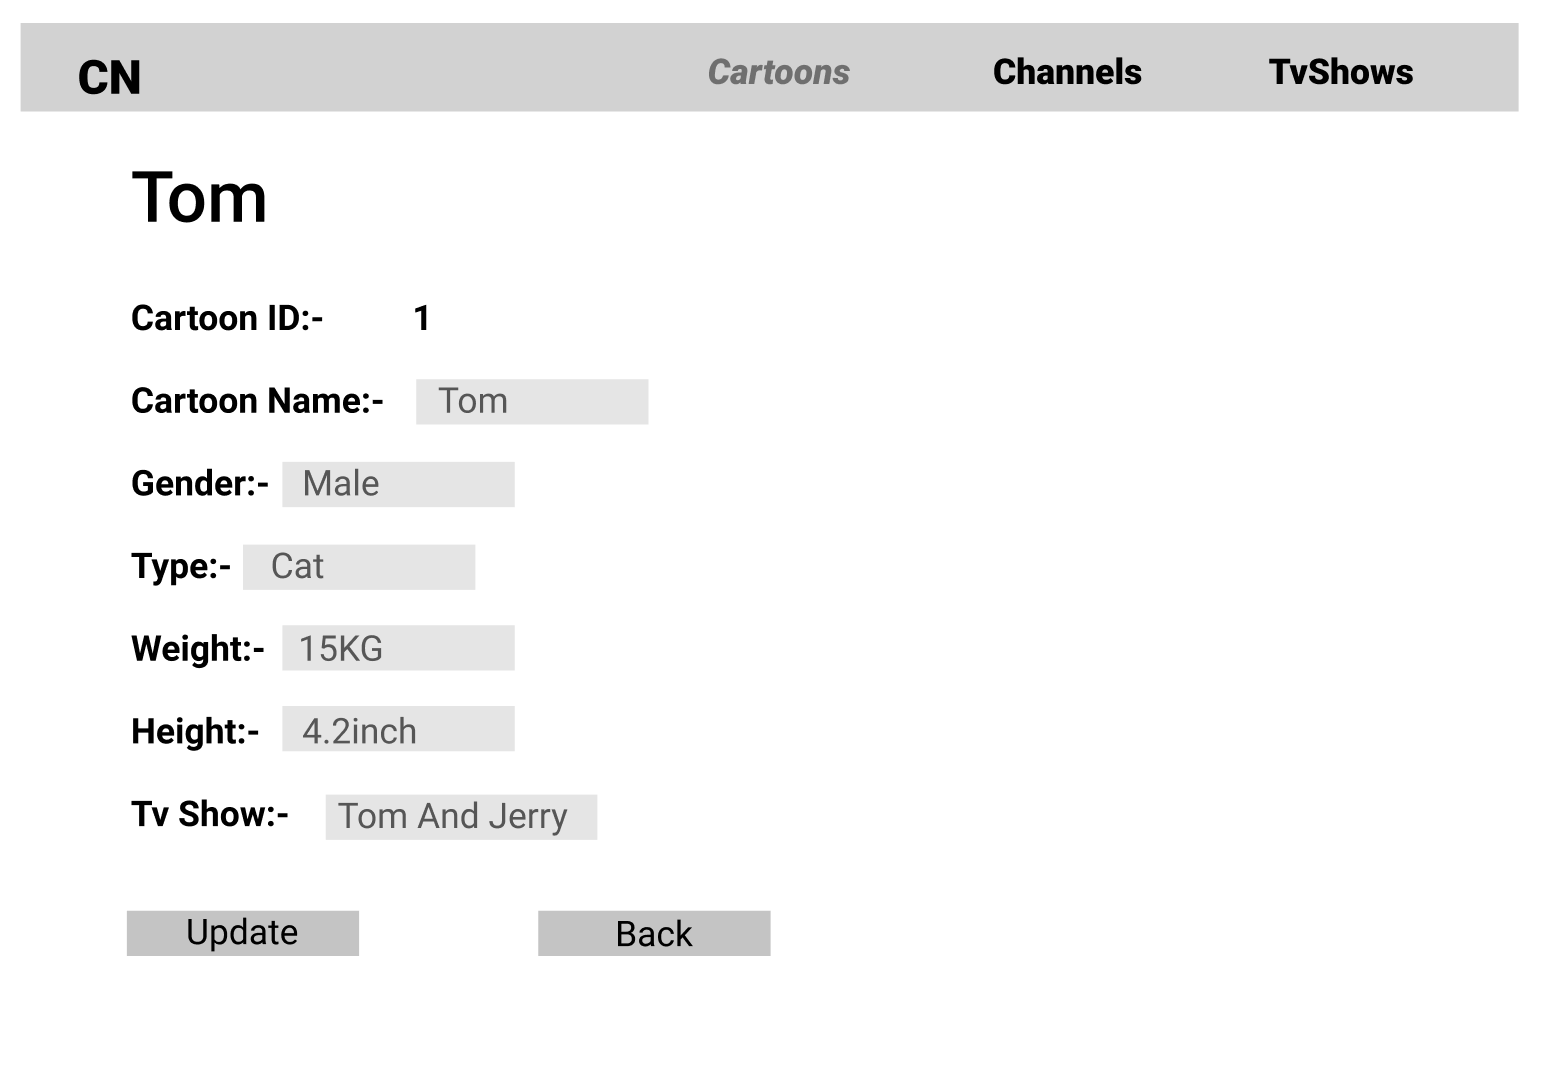 CN Cartoons Channels TvShows
Tom
Cartoon ID:- 1
Cartoon Name:- Tom
Gender:- Male
Type:- Cat
Weight:- 15KG
Height:- 4.2inch
Tv Show:- Tom And Jerry
Update Back